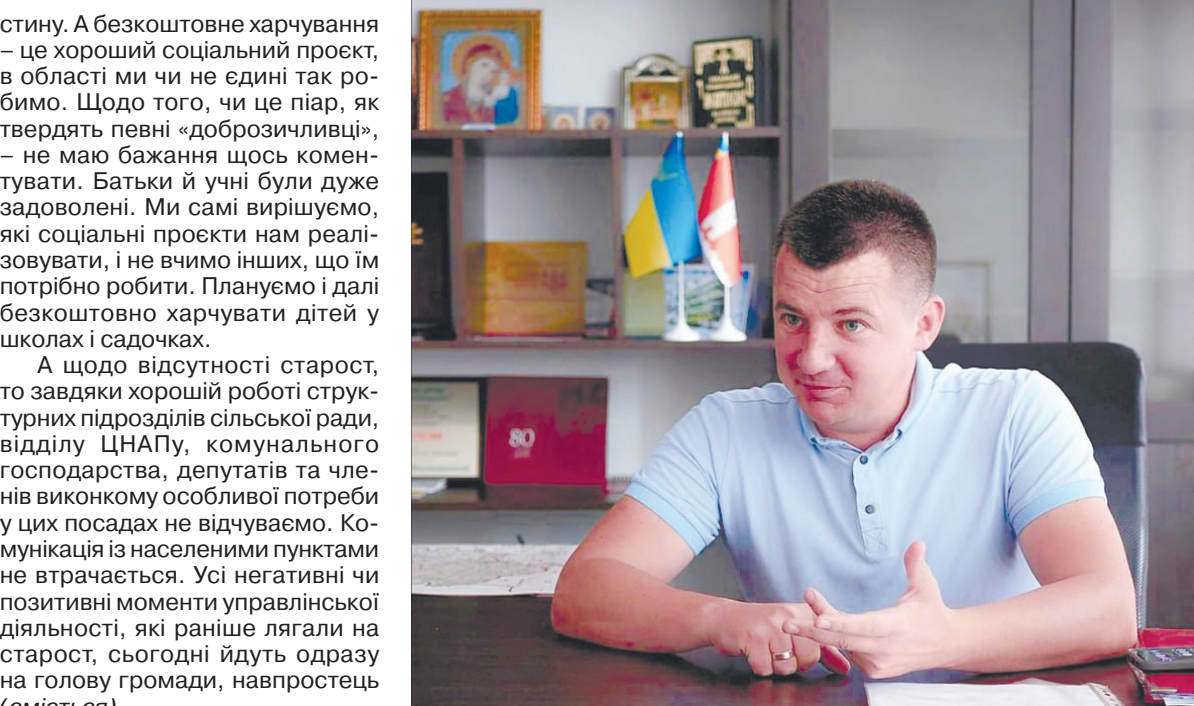 стину. А безкоштовне харчування
– це хороший соціальний проєкт,
в області ми чи не єдині так ро-
бимо. Щодо того, чи це піар, як
твердять певні «доброзичливці»,
– не маю бажання щось комен-
тувати. Батьки й учні були дуже
задоволені. Ми самі вирішуємо,
які соціальні проєкти нам реалі-
зовувати, і не вчимо інших, що їм
потрібно робити. Плануємо і далі
безкоштовно харчувати дітей у
школах і садочках.
А щодо відсутності старост,
то завдяки хорошій роботі струк-
турних підрозділів сільської ради,
відділу ЦНАПу, комунального
господарства, депутатів та чле-
нів виконкому особливої потреби
у цих посадах не відчуваємо. Ко-
мунікація із населеними пунктами
не втрачається. Усі негативні чи
позитивні моменти управлінської
діяльності, які раніше лягали на
старост, сьогодні йдуть одразу
на голову громади, навпростець
(сміється)
80